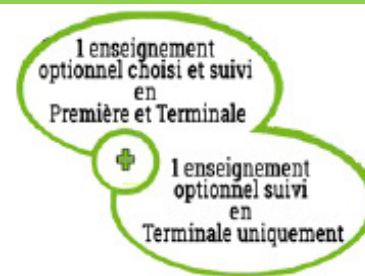 1 enseignement
optionnel choisi et suivi
en
Première et Terminale
1 enseignement
optionnel suivi
en
Terminale uniquement